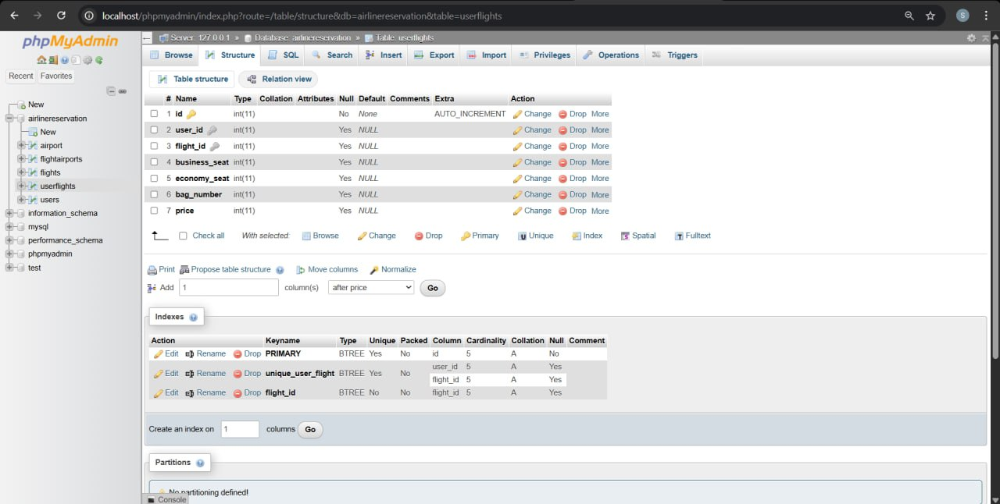 localhost/phpmyadmin/index.php?route=/table/structure&db=airlinereservation&table=userflights
S
phpMyAdmin
Recent Favorites
New
airlinereservation
New
airport
flightairports
flights
userflights
users
information_schema
mysql
performance_schema
phpmyadmin
test
Server: 127.0.0.1 » Database: airlinereservation » Table: userflights
Browse Structure SQL Search Insert Export Import Privileges Operations Triggers
Table structure Relation view
# Name Type Collation Attributes Null Default Comments Extra Action
1 id int(11) No None AUTO_INCREMENT Change Drop More
2 user_id int(11) Yes NULL Change Drop More
3 flight_id int(11) Yes NULL Change Drop More
4 business_seat int(11) Yes NULL Change Drop More
5 economy_seat int(11) Yes NULL Change Drop More
6 bag_number int(11) Yes NULL Change Drop More
7 price int(11) Yes NULL Change Drop More
Check all With selected: Browse Change Drop Primary Unique Index Spatial Fulltext
Print Propose table structure Move columns Normalize
Add 1 column(s) after price Go
Indexes
Action Keyname Type Unique Packed Column Cardinality Collation Null Comment
Edit Rename Drop PRIMARY BTREE Yes No id 5 A No
Edit Rename Drop unique_user_flight BTREE Yes No user_id 5 A Yes
flight_id 5 A Yes
Edit Rename Drop flight_id BTREE No No flight_id 5 A Yes
Create an index on 1 columns Go
Partitions
No partitioning defined!
Console